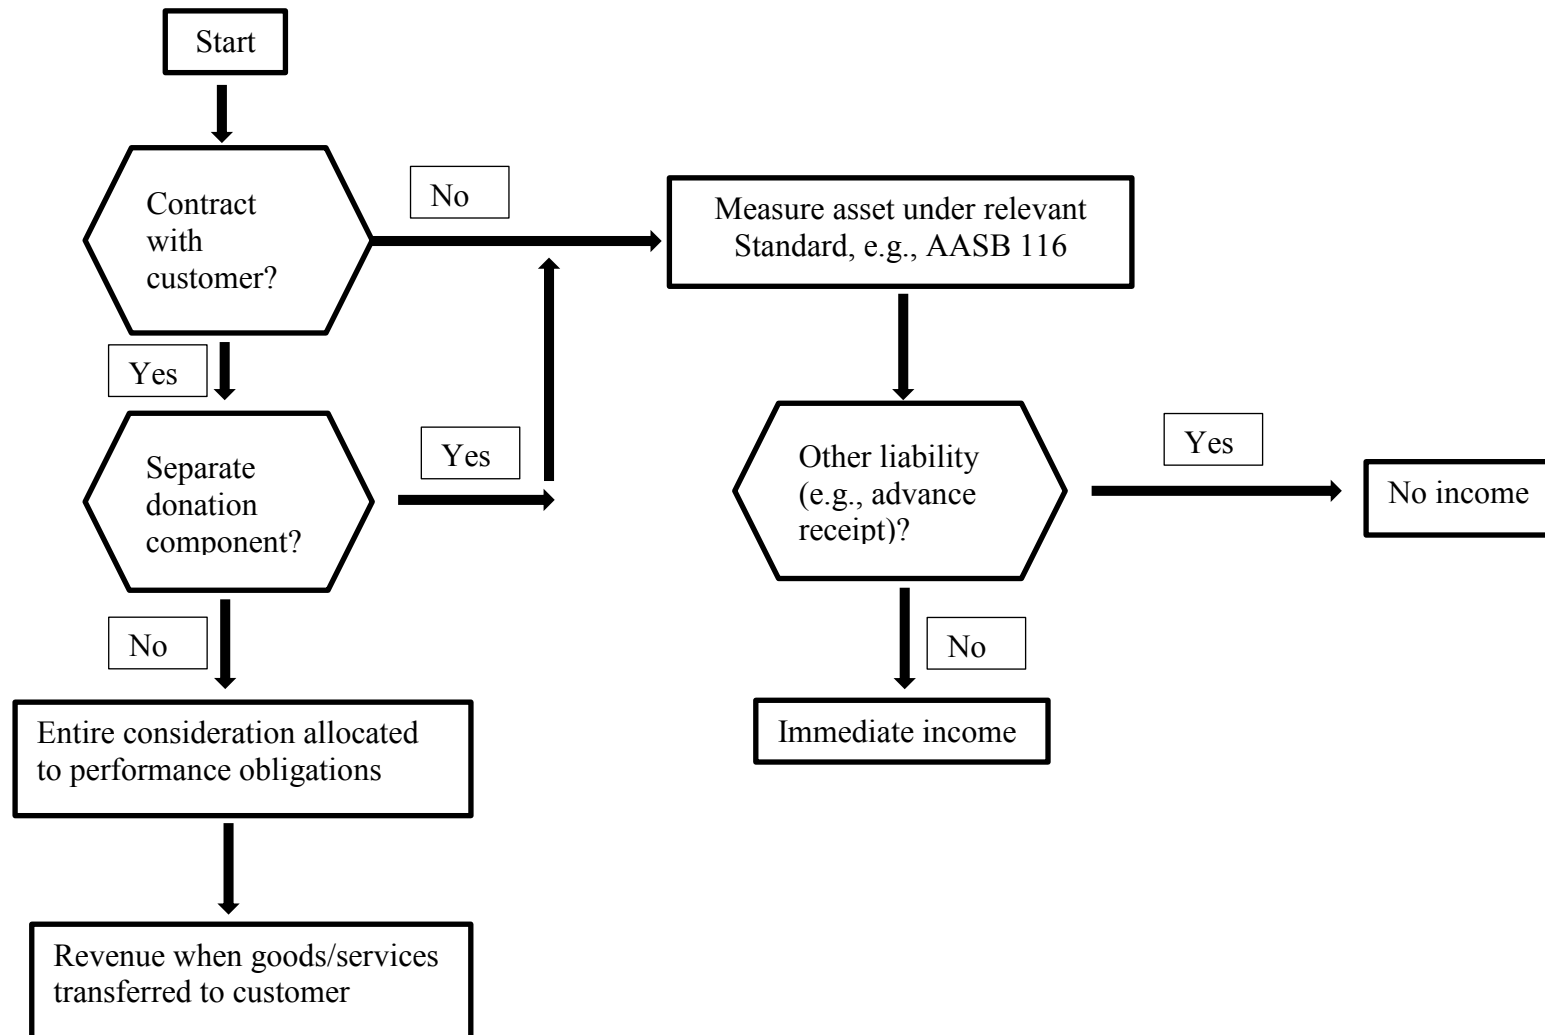 Start
Contract
with
customer?
No
Measure asset under relevant
Standard, e.g., AASB 116
Yes
Separate
donation
component?
Yes
Other liability
(e.g., advance
receipt)?
Yes
No income
No
No
Entire consideration allocated
to performance obligations
Immediate income
Revenue when goods/services
transferred to customer